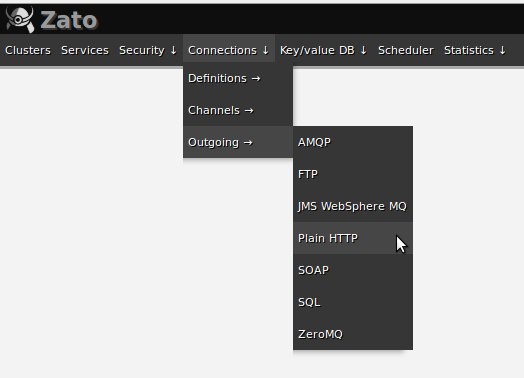 Zato
Clusters Services Security ↓ Connections ↓ Key/value DB ↓ Scheduler Statistics ↓
Definitions →
Channels →
Outgoing →
AMQP
FTP
JMS WebSphere MQ
Plain HTTP
SOAP
SQL
ZeroMQ